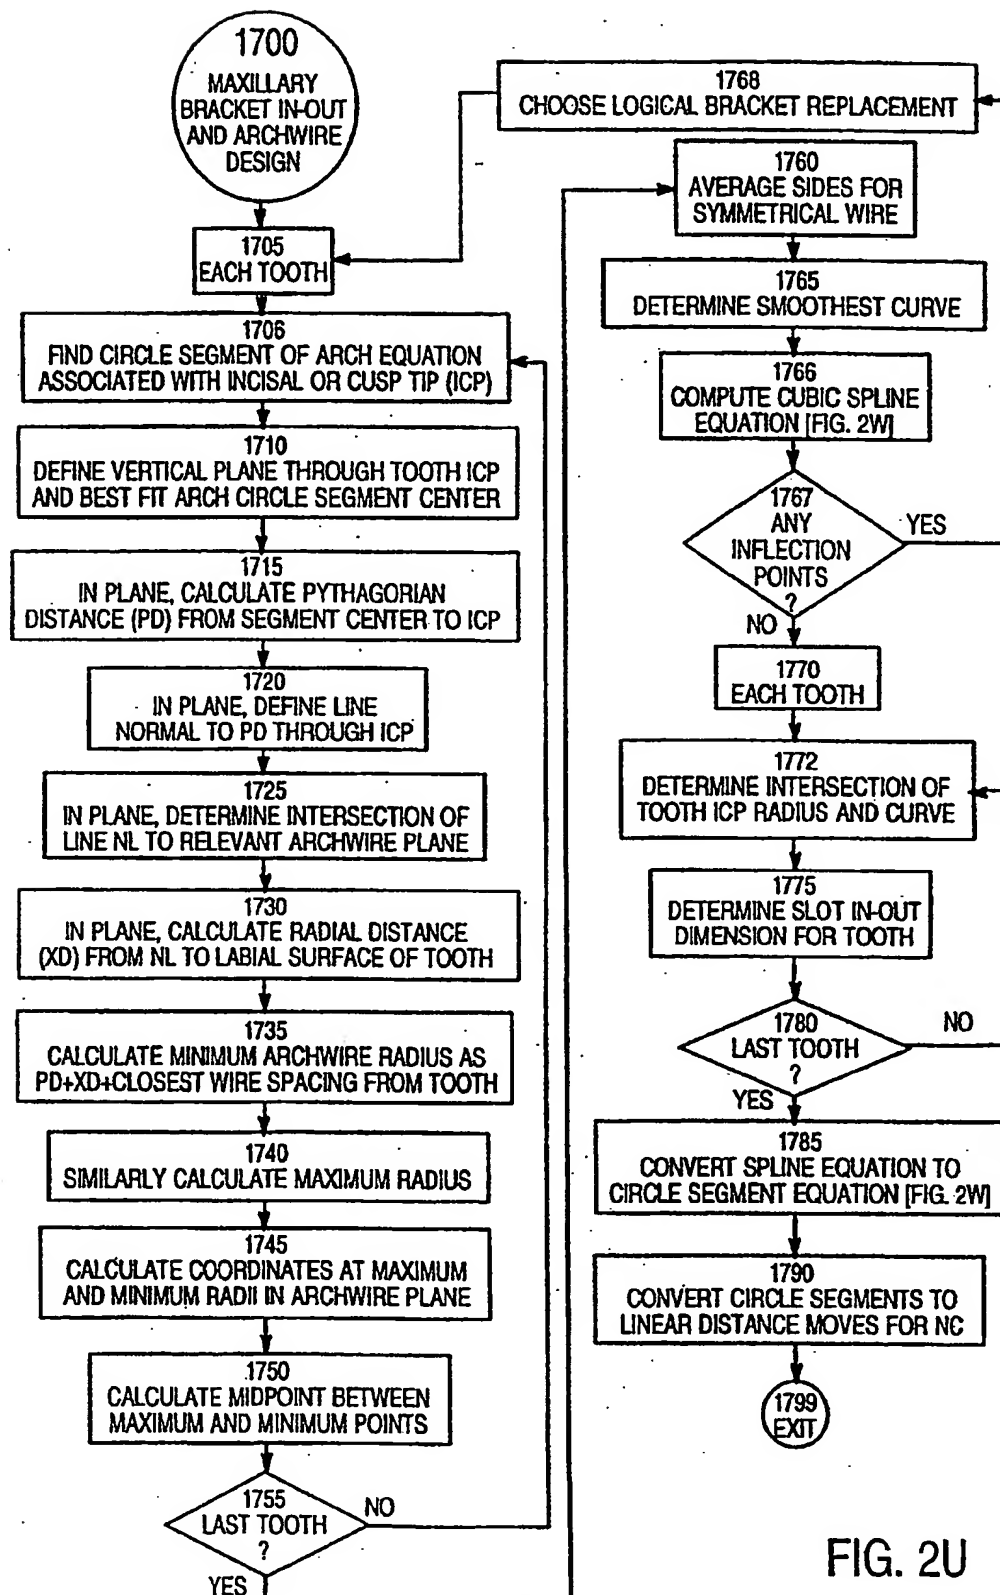 1700
MAXILLARY
BRACKET IN-OUT
AND ARCHWIRE
DESIGN
1705
EACH TOOTH
1706
FIND CIRCLE SEGMENT OF ARCH EQUATION
ASSOCIATED WITH INCISAL OR CUSP TIP (ICP)
1710
DEFINE VERTICAL PLANE THROUGH TOOTH ICP
AND BEST FIT ARCH CIRCLE SEGMENT CENTER
1715
IN PLANE, CALCULATE PYTHAGORIAN
DISTANCE (PD) FROM SEGMENT CENTER TO ICP
1720
IN PLANE, DEFINE LINE
NORMAL TO PD THROUGH ICP
1725
IN PLANE, DETERMINE INTERSECTION OF
LINE NL TO RELEVANT ARCHWIRE PLANE
1730
IN PLANE, CALCULATE RADIAL DISTANCE
(XD) FROM NL TO LABIAL SURFACE OF TOOTH
1735
CALCULATE MINIMUM ARCHWIRE RADIUS AS
PD+XD+CLOSEST WIRE SPACING FROM TOOTH
1740
SIMILARLY CALCULATE MAXIMUM RADIUS
1745
CALCULATE COORDINATES AT MAXIMUM
AND MINIMUM RADII IN ARCHWIRE PLANE
1750
CALCULATE MIDPOINT BETWEEN
MAXIMUM AND MINIMUM POINTS
1755
LAST TOOTH
?
NO
YES
1768
CHOOSE LOGICAL BRACKET REPLACEMENT
1760
AVERAGE SIDES FOR
SYMMETRICAL WIRE
1765
DETERMINE SMOOTHEST CURVE
1766
COMPUTE CUBIC SPLINE
EQUATION [FIG. 2W]
1767
ANY
INFLECTION
POINTS
?
YES
NO
1770
EACH TOOTH
1772
DETERMINE INTERSECTION OF
TOOTH ICP RADIUS AND CURVE
1775
DETERMINE SLOT IN-OUT
DIMENSION FOR TOOTH
1780
LAST TOOTH
?
NO
YES
1785
CONVERT SPLINE EQUATION TO
CIRCLE SEGMENT EQUATION [FIG. 2W]
1790
CONVERT CIRCLE SEGMENTS TO
LINEAR DISTANCE MOVES FOR NC
1799
EXIT
FIG. 2U